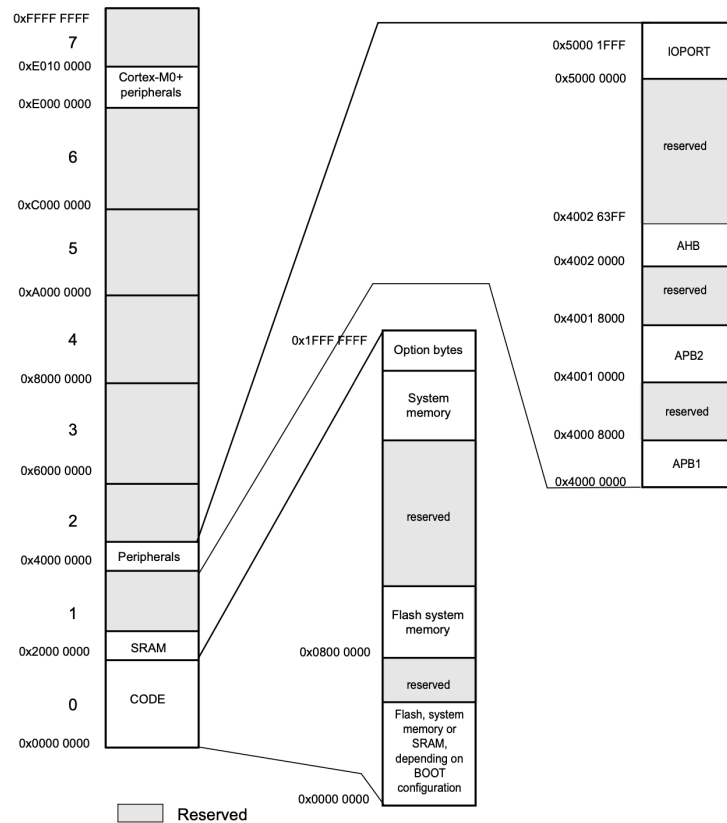 0xFFFF FFFF
7
0xE010 0000
Cortex-M0+
peripherals
0xE000 0000
6
0xC000 0000
5
0xA000 0000
4
0x8000 0000
3
0x6000 0000
2
0x4000 0000
Peripherals
1
0x2000 0000
SRAM
CODE
0
0x0000 0000
Reserved
0x1FFF FFFF
Option bytes
System
memory
reserved
Flash system
memory
0x0800 0000
reserved
Flash, system
memory or
SRAM,
depending on
BOOT
configuration
0x0000 0000
0x5000 1FFF
IOPORT
0x5000 0000
reserved
0x4002 63FF
AHB
0x4002 0000
reserved
0x4001 8000
APB2
0x4001 0000
reserved
0x4000 8000
APB1
0x4000 0000